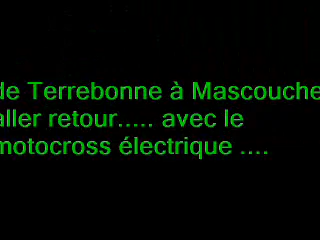 de Terrebonne à Mascouche
aller retour..... avec le
motocross électrique ....